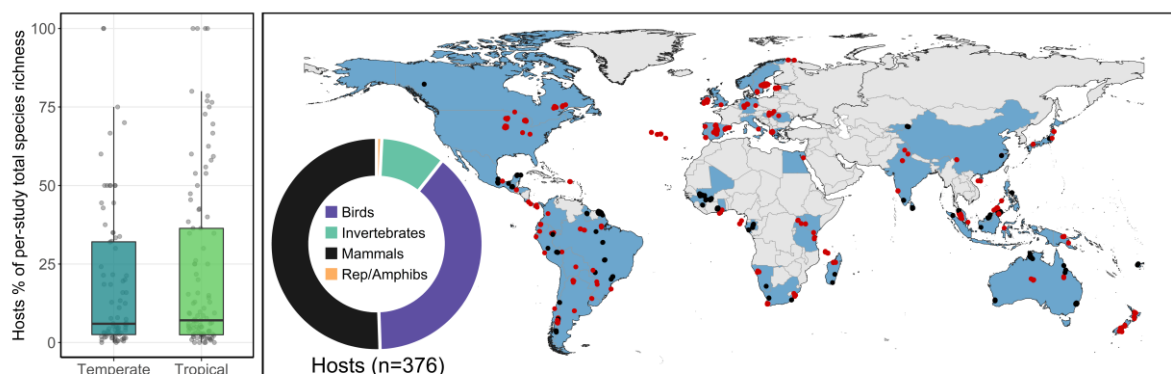 Hosts % of per-study total species richness
100
75
50
25
0
Temperate
Tropical
Birds
Invertebrates
Mammals
Rep/Amphibs
Hosts (n=376)